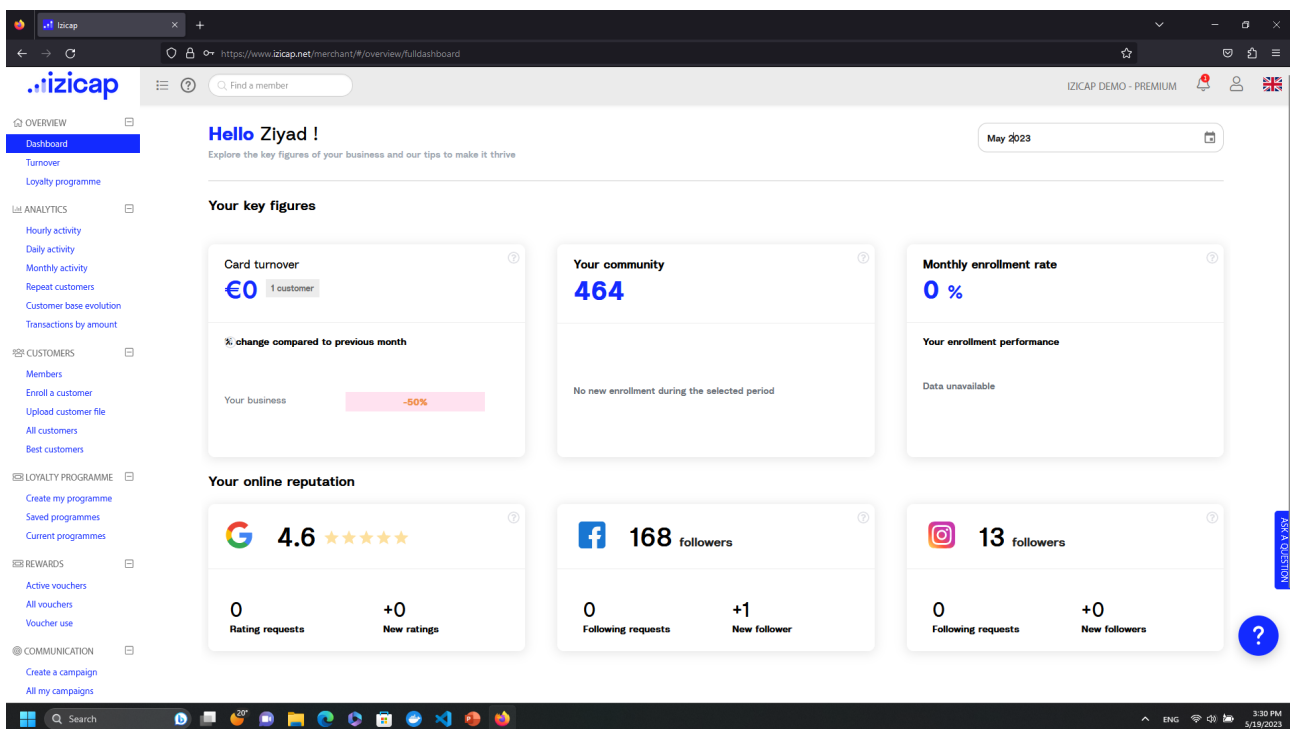 Izicap
https://www.izicap.net/merchant/#/overview/fulldashboard
izicap
Find a member
IZICAP DEMO - PREMIUM
OVERVIEW
Dashboard
Turnover
Loyalty programme
ANALYTICS
Hourly activity
Daily activity
Monthly activity
Repeat customers
Customer base evolution
Transactions by amount
CUSTOMERS
Members
Enroll a customer
Upload customer file
All customers
Best customers
LOYALTY PROGRAMME
Create my programme
Saved programmes
Current programmes
REWARDS
Active vouchers
All vouchers
Voucher use
COMMUNICATION
Create a campaign
All my campaigns
Hello Ziyad !
Explore the key figures of your business and our tips to make it thrive
May 2023
Your key figures
Card turnover
€0 1 customer
% change compared to previous month
Your business -50%
Your community
464
No new enrollment during the selected period
Monthly enrollment rate
0 %
Your enrollment performance
Data unavailable
Your online reputation
4.6
0 +0
Rating requests New ratings
168 followers
0 +1
Following requests New follower
13 followers
0 +0
Following requests New followers
ASK A QUESTION
?
Search
20°
ENG
3:30 PM
5/19/2023